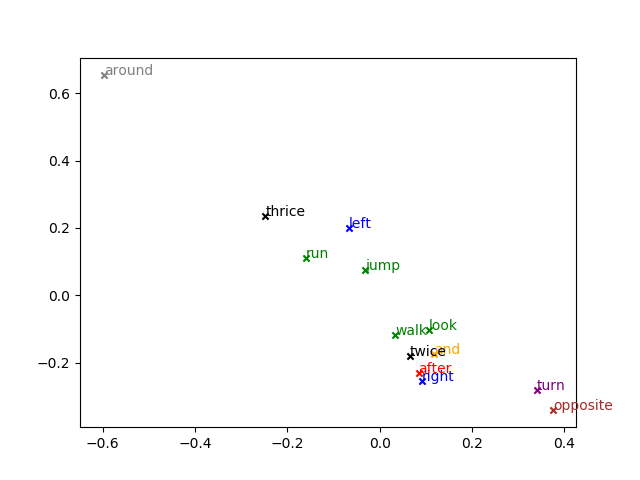 around
0.6
0.4
thrice
left
0.2
run
jump
0.0
look
walk
and
twice
−0.2
after
right
turn
opposite
−0.6
−0.4
−0.2
0.0
0.2
0.4